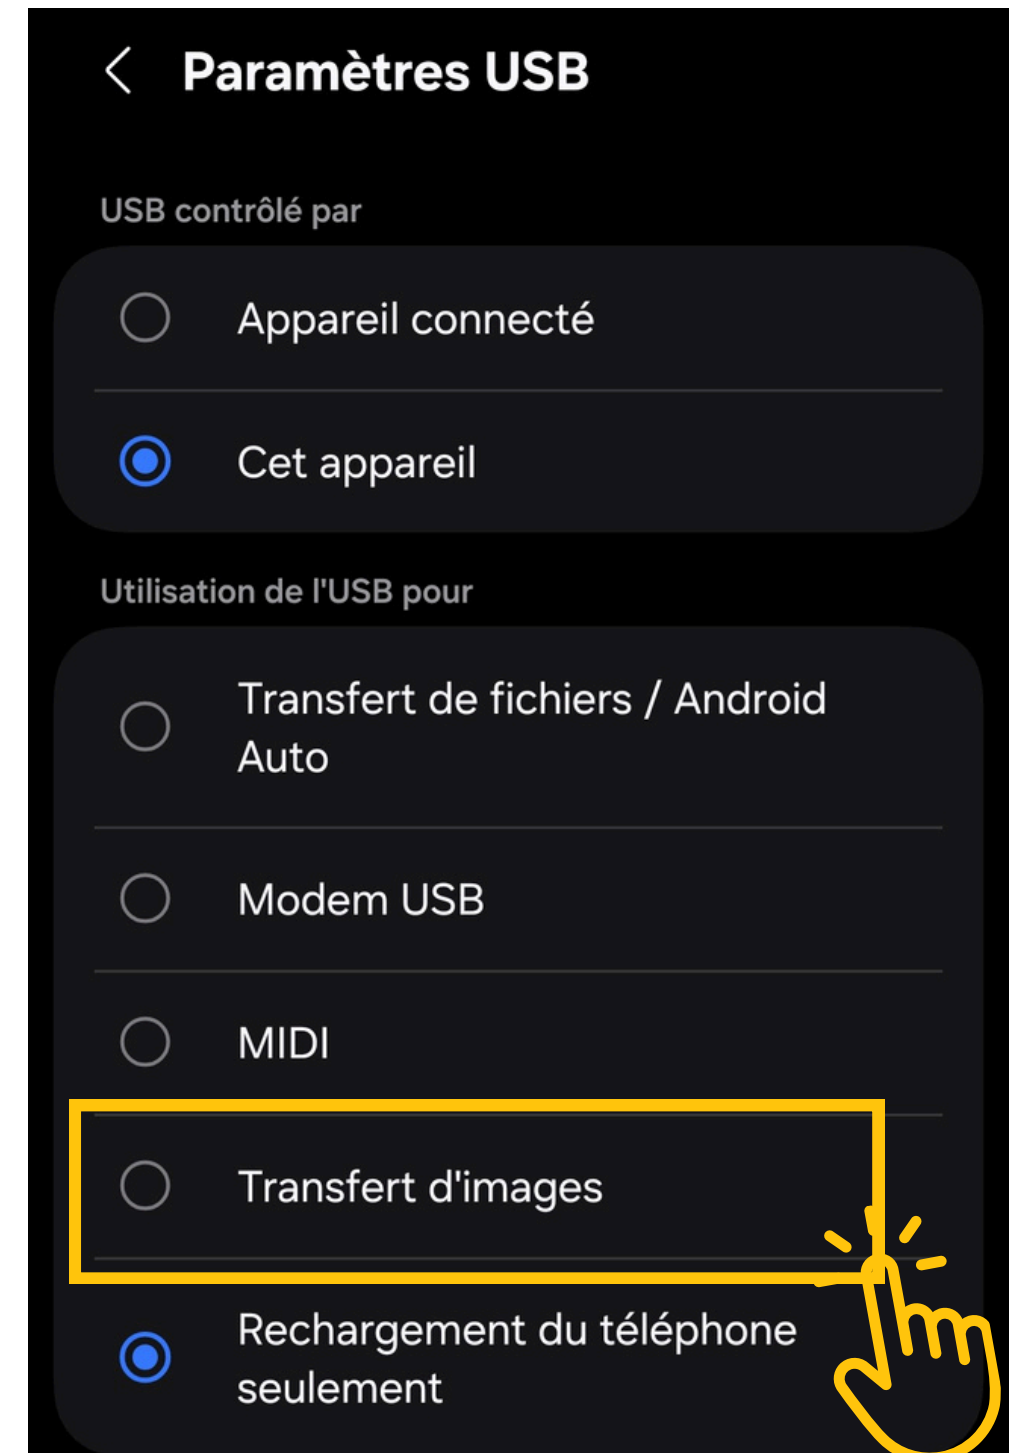 Paramètres USB
USB contrôlé par
Appareil connecté
Cet appareil
Utilisation de l'USB pour
Transfert de fichiers / Android
Auto
Modem USB
MIDI
Transfert d'images
Rechargement du téléphone
seulement